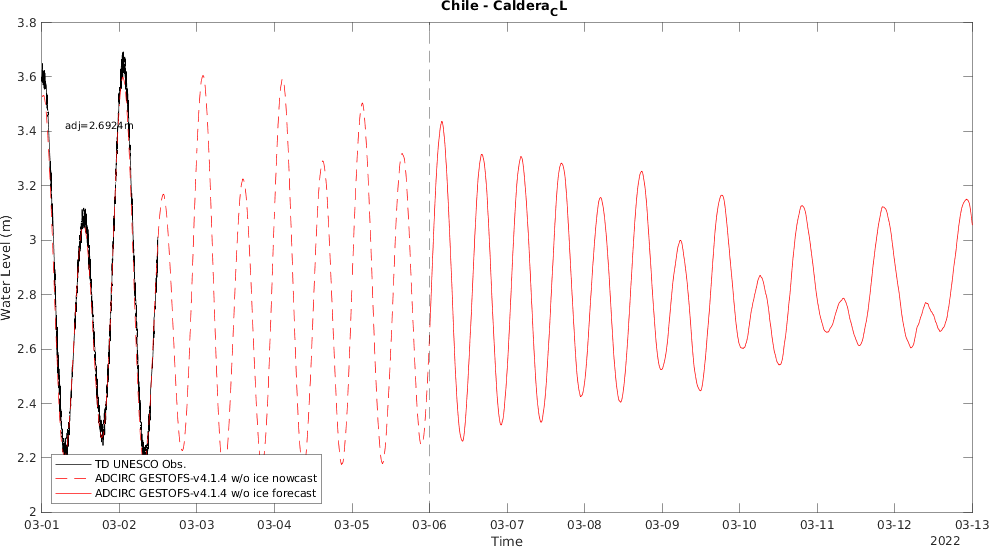 Chile - Caldera_CL
3.8
3.6
adj=2.6924m
3.4
3.2
3
2.8
2.6
2.4
2.2
2
Water Level (m)
TD UNESCO Obs.
ADCIRC GESTOFS-v4.1.4 w/o ice nowcast
ADCIRC GESTOFS-v4.1.4 w/o ice forecast
03-01 03-02 03-03 03-04 03-05 03-06 03-07 03-08 03-09 03-10 03-11 03-12 03-13
Time
2022